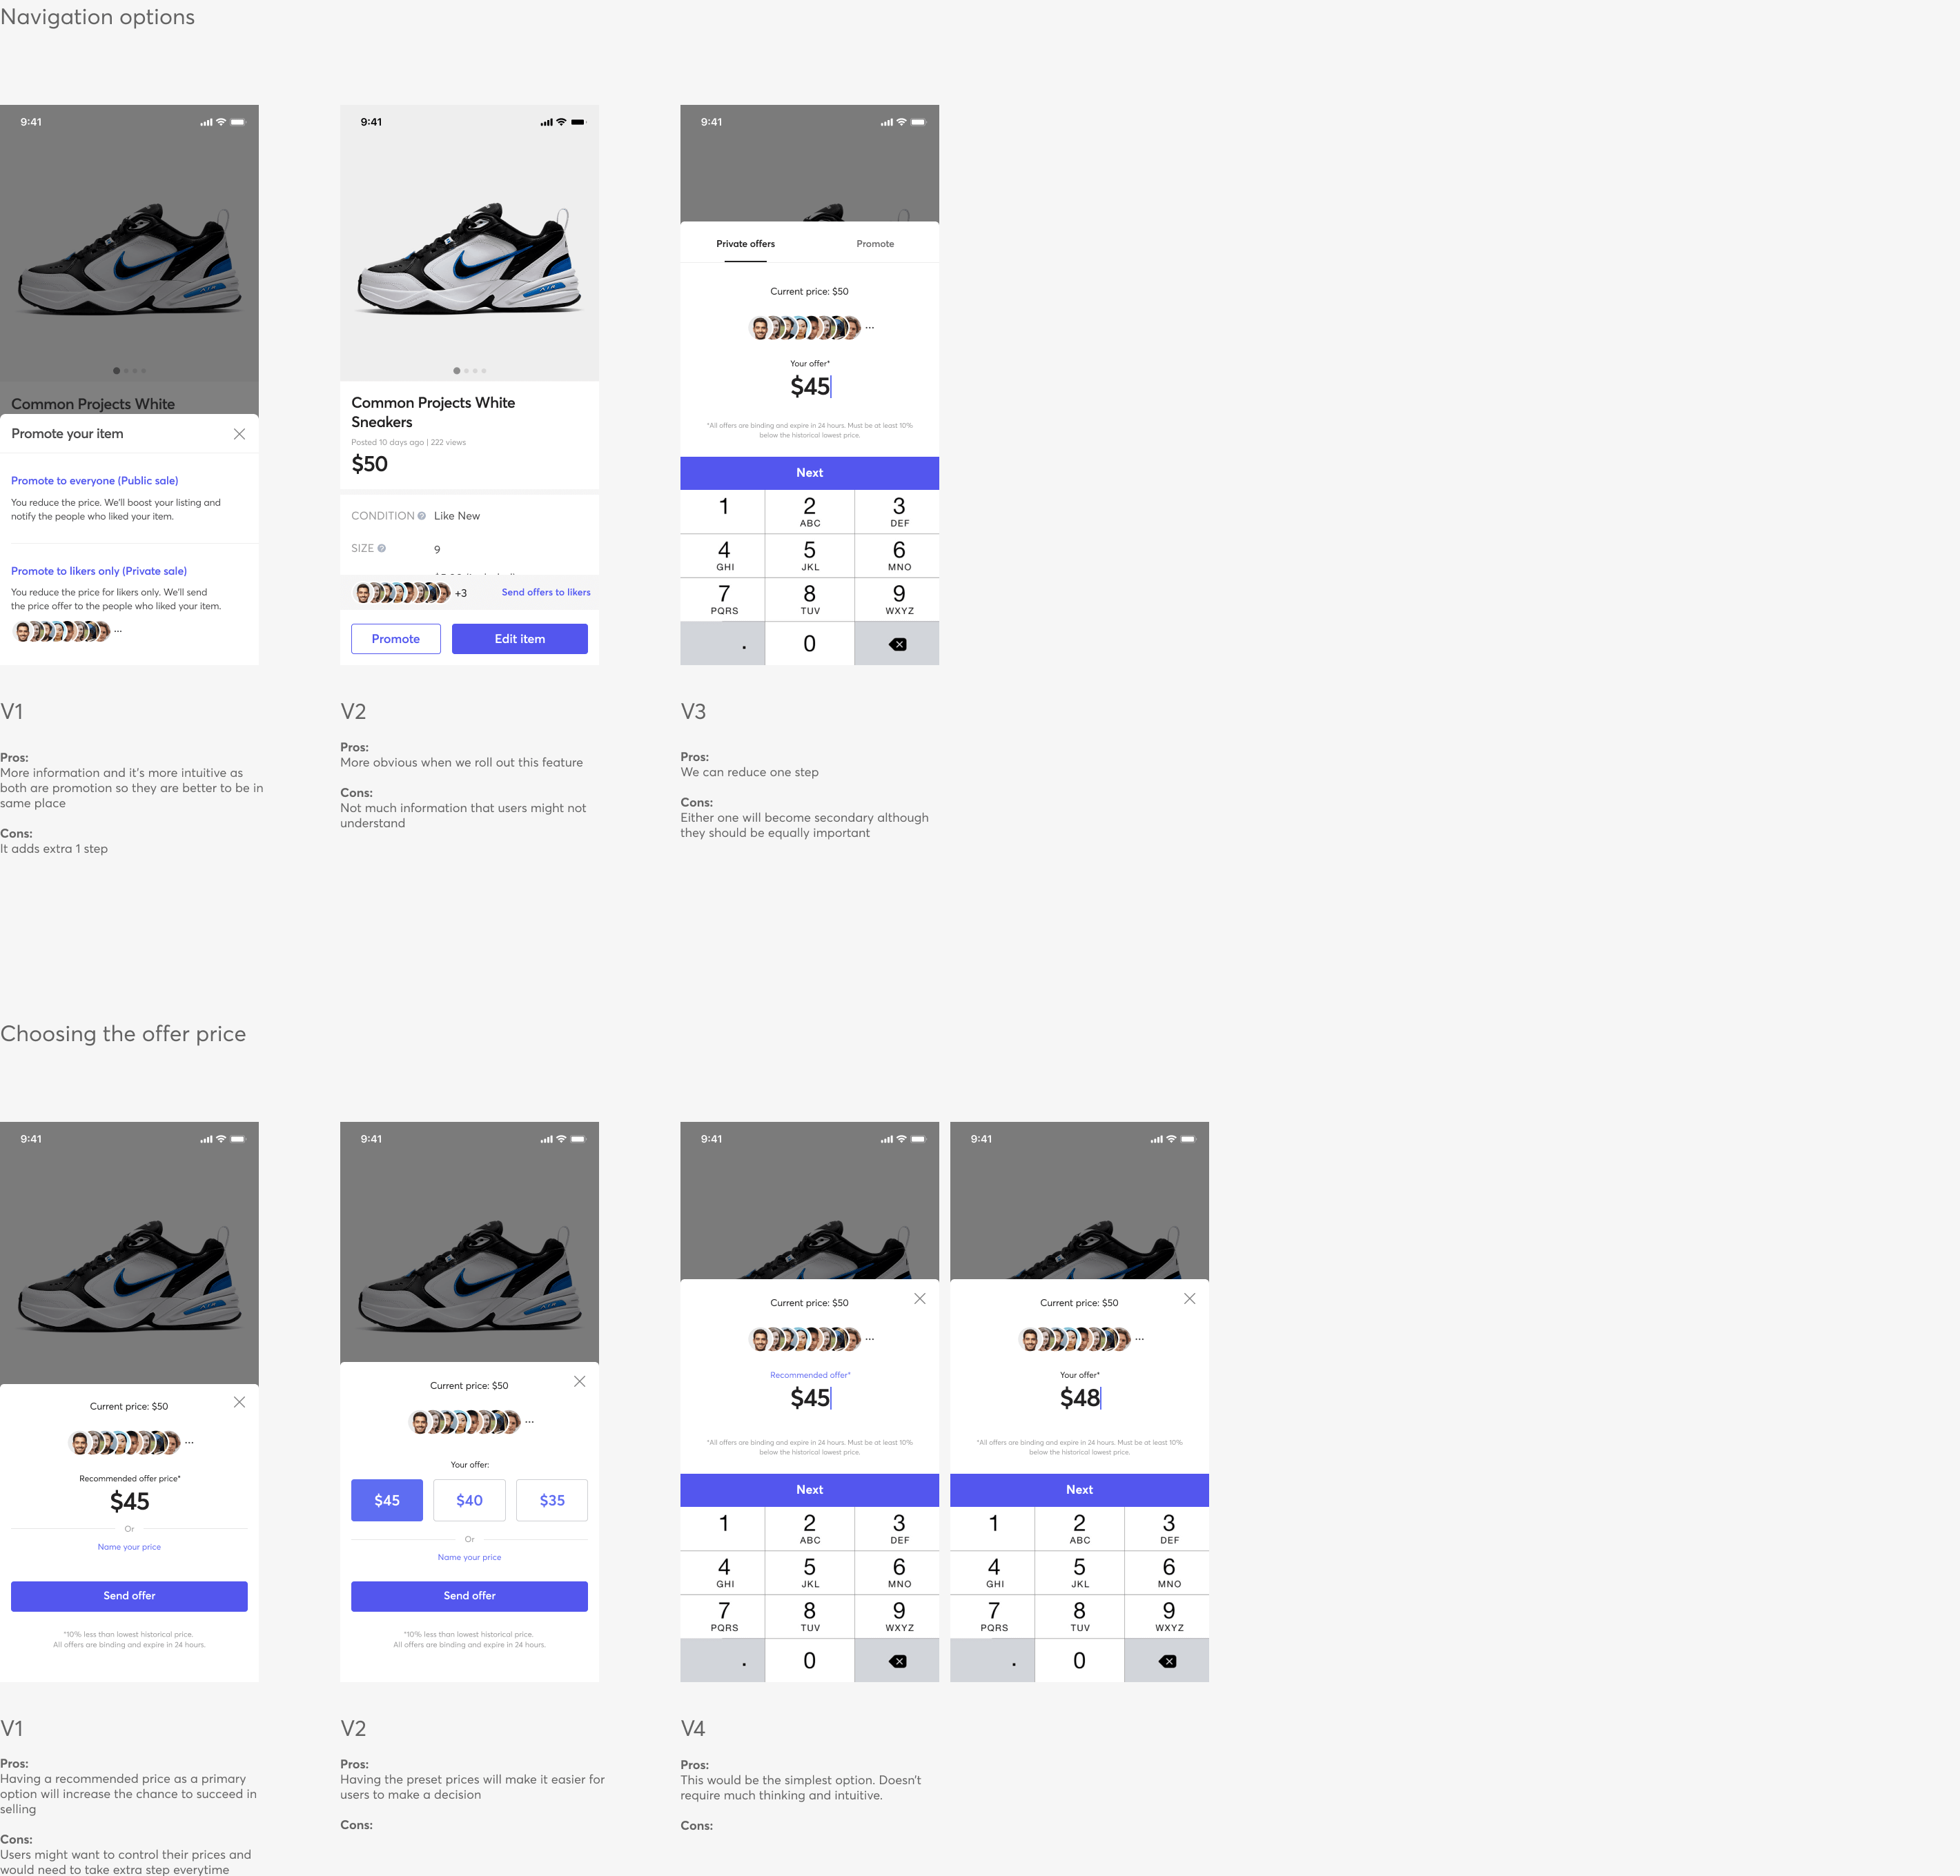 Navigation options
9:41
Common Projects White
Promote your item
Promote to everyone (Public sale)
You reduce the price. We'll boost your listing and
notify the people who liked your item.
Promote to likers only (Private sale)
You reduce the price for likers only. We'll send
the price offer to the people who liked your item.
...
9:41
Common Projects White
Sneakers
Posted 10 days ago | 222 views
$50
CONDITION Like New
SIZE 9
+3 Send offers to likers
Promote Edit item
9:41
Private offers Promote
Current price: $50
...
Your offer*
$45
*All offers are binding and expire in 24 hours. Must be at least 10%
below the historical lowest price.
Next
1 2 3
ABC DEF
4 5 6
GHI JKL MNO
7 8 9
PQRS TUV WXYZ
. 0
V1
Pros:
More information and it's more intuitive as
both are promotion so they are better to be in
same place
Cons:
It adds extra 1 step
V2
Pros:
More obvious when we roll out this feature
Cons:
Not much information that users might not
understand
V3
Pros:
We can reduce one step
Cons:
Either one will become secondary although
they should be equally important
Choosing the offer price
9:41
Current price: $50
...
Recommended offer price*
$45
Or
Name your price
Send offer
*10% less than lowest historical price.
All offers are binding and expire in 24 hours.
9:41
Current price: $50
...
Your offer:
$45 $40 $35
Or
Name your price
Send offer
*10% less than lowest historical price.
All offers are binding and expire in 24 hours.
9:41
Current price: $50
...
Recommended offer*
$45
*All offers are binding and expire in 24 hours. Must be at least 10%
below the historical lowest price.
Next
1 2 3
ABC DEF
4 5 6
GHI JKL MNO
7 8 9
PQRS TUV WXYZ
. 0
9:41
Current price: $50
...
Your offer*
$48
*All offers are binding and expire in 24 hours. Must be at least 10%
below the historical lowest price.
Next
1 2 3
ABC DEF
4 5 6
GHI JKL MNO
7 8 9
PQRS TUV WXYZ
. 0
V1
Pros:
Having a recommended price as a primary
option will increase the chance to succeed in
selling
Cons:
Users might want to control their prices and
would need to take extra step everytime
V2
Pros:
Having the preset prices will make it easier for
users to make a decision
Cons:
V4
Pros:
This would be the simplest option. Doesn't
require much thinking and intuitive.
Cons: